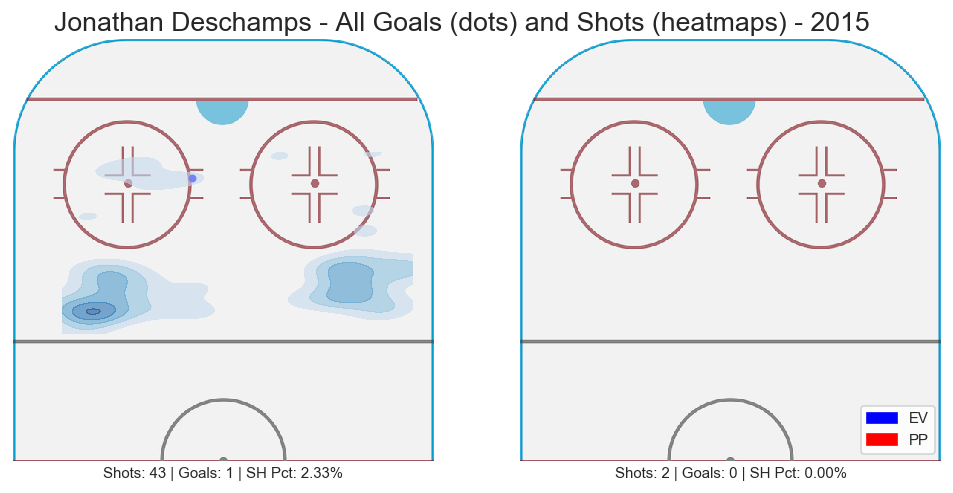 Jonathan Deschamps - All Goals (dots) and Shots (heatmaps) - 2015
EV
PP
Shots: 43 | Goals: 1 | SH Pct: 2.33%
Shots: 2 | Goals: 0 | SH Pct: 0.00%